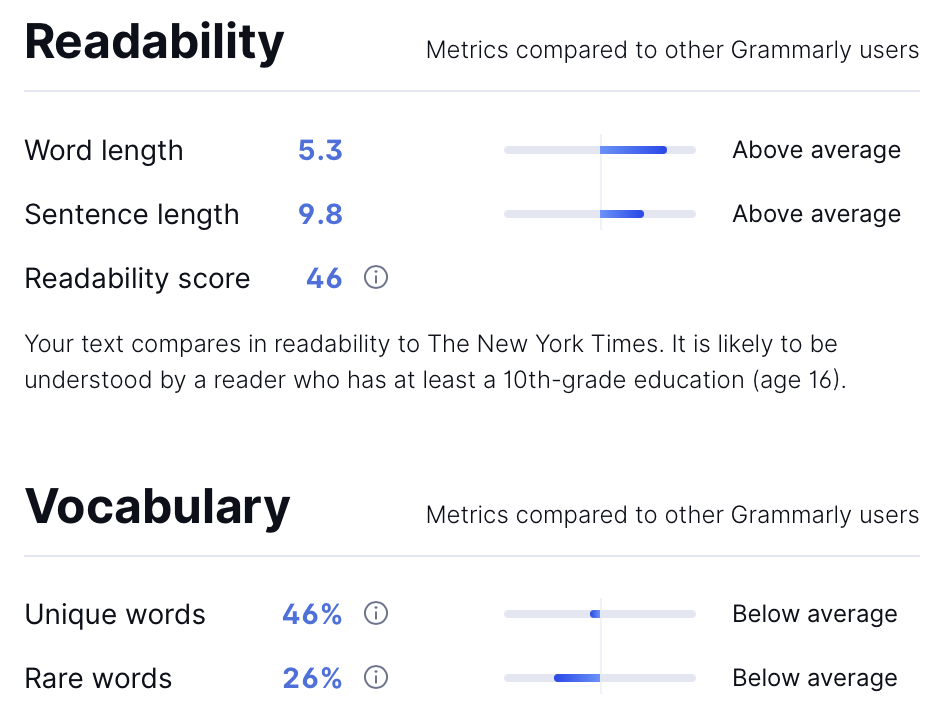 Readability
Metrics compared to other Grammarly users
Word length 5.3 Above average
Sentence length 9.8 Above average
Readability score 46
Your text compares in readability to The New York Times. It is likely to be
understood by a reader who has at least a 10th-grade education (age 16).
Vocabulary
Metrics compared to other Grammarly users
Unique words 46% Below average
Rare words 26% Below average